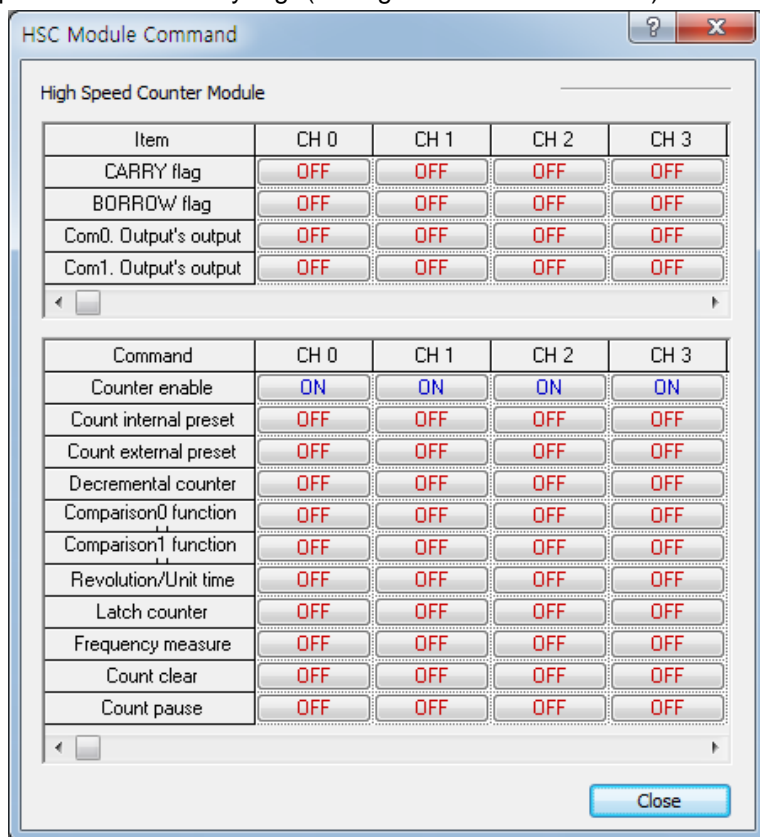 HSC Module Command
High Speed Counter Module
Item CH 0 CH 1 CH 2 CH 3
CARRY flag OFF OFF OFF OFF
BORROW flag OFF OFF OFF OFF
Com0. Output's output OFF OFF OFF OFF
Com1. Output's output OFF OFF OFF OFF
Command CH 0 CH 1 CH 2 CH 3
Counter enable ON ON ON ON
Count internal preset OFF OFF OFF OFF
Count external preset OFF OFF OFF OFF
Decremental counter OFF OFF OFF OFF
Comparison0 function OFF OFF OFF OFF
Comparison1 function OFF OFF OFF OFF
Revolution/Unit time OFF OFF OFF OFF
Latch counter OFF OFF OFF OFF
Frequency measure OFF OFF OFF OFF
Count clear OFF OFF OFF OFF
Count pause OFF OFF OFF OFF
Close